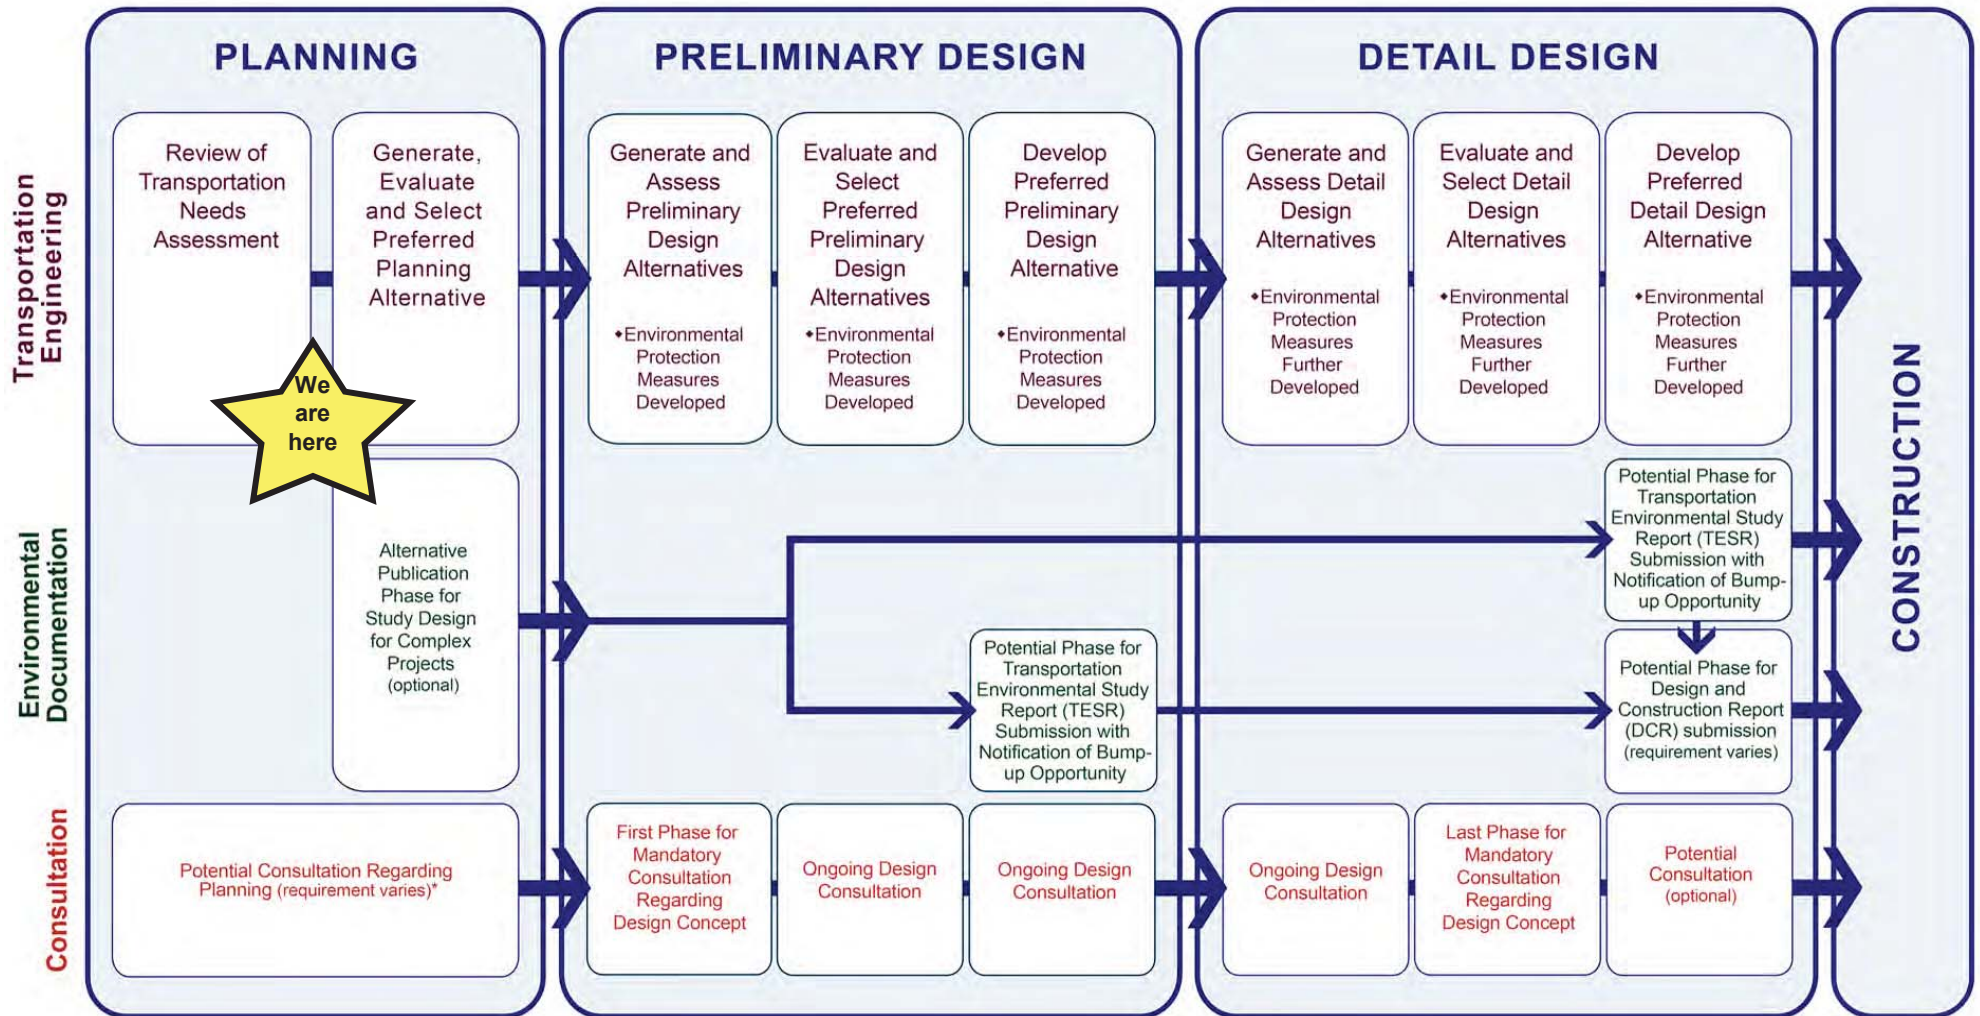 PLANNING
PRELIMINARY DESIGN
DETAIL DESIGN
CONSTRUCTION
Transportation
Engineering
Review of
Transportation
Needs
Assessment
Generate,
Evaluate
and Select
Preferred
Planning
Alternative
We
are
here
Generate and
Assess
Preliminary
Design
Alternatives
◆Environmental
Protection
Measures
Developed
Evaluate and
Select
Preferred
Preliminary
Design
Alternatives
◆Environmental
Protection
Measures
Developed
Develop
Preferred
Preliminary
Design
Alternative
◆Environmental
Protection
Measures
Developed
Generate and
Assess Detail
Design
Alternatives
◆Environmental
Protection
Measures
Further
Developed
Evaluate and
Select Detail
Design
Alternatives
◆Environmental
Protection
Measures
Further
Developed
Develop
Preferred
Detail Design
Alternative
◆Environmental
Protection
Measures
Further
Developed
Environmental
Documentation
Alternative
Publication
Phase for
Study Design
for Complex
Projects
(optional)
Potential Phase for
Transportation
Environmental Study
Report (TESR)
Submission with
Notification of Bump-
up Opportunity
Potential Phase for
Transportation
Environmental Study
Report (TESR)
Submission with
Notification of Bump-
up Opportunity
Potential Phase for
Design and
Construction Report
(DCR) submission
(requirement varies)
Consultation
Potential Consultation Regarding
Planning (requirement varies)*
First Phase for
Mandatory
Consultation
Regarding
Design Concept
Ongoing Design
Consultation
Ongoing Design
Consultation
Ongoing Design
Consultation
Last Phase for
Mandatory
Consultation
Regarding
Design Concept
Potential
Consultation
(optional)